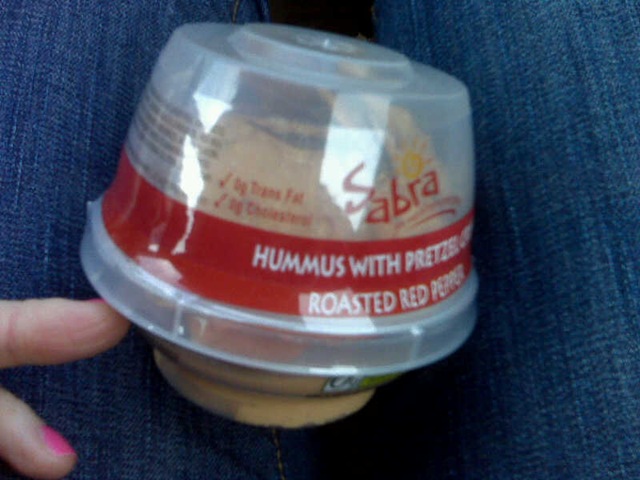 ✓ 0g Trans Fat
✓ 0g Cholesterol
Sabra
HUMMUS WITH PRETZEL
ROASTED RED PEPPER